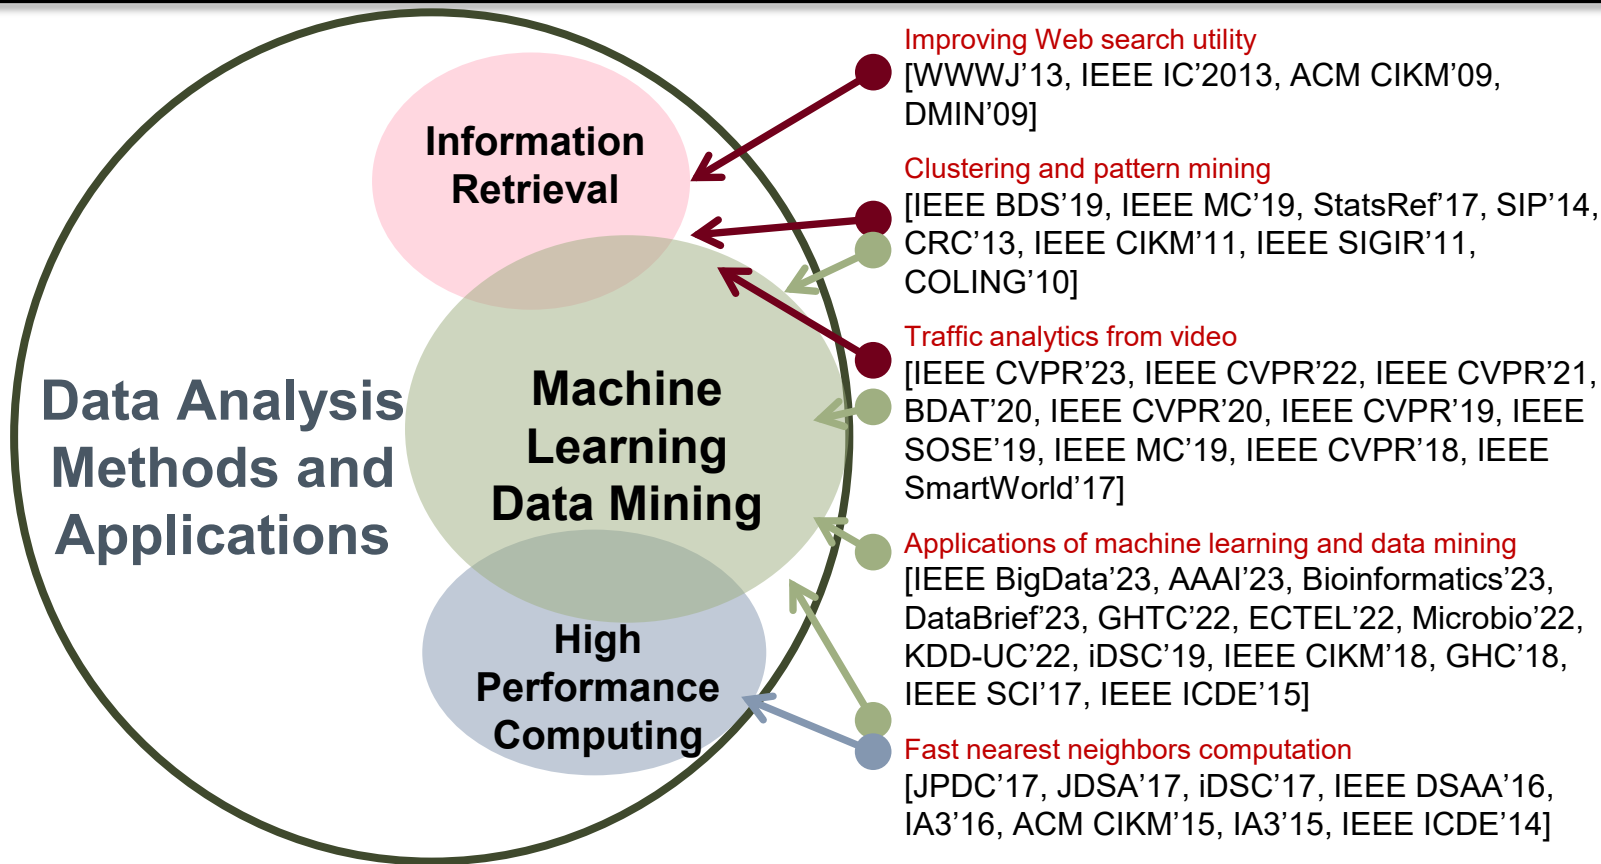 Information
Retrieval
Machine
Learning
Data Mining
Data Analysis
Methods and
Applications
High
Performance
Computing
Improving Web search utility
[WWWJ’13, IEEE IC’2013, ACM CIKM’09,
DMIN’09]
Clustering and pattern mining
[IEEE BDS’19, IEEE MC’19, StatsRef’17, SIP’14,
CRC’13, IEEE CIKM’11, IEEE SIGIR’11,
COLING’10]
Traffic analytics from video
[IEEE CVPR’23, IEEE CVPR’22, IEEE CVPR’21,
BDAT’20, IEEE CVPR’20, IEEE CVPR’19, IEEE
SOSE’19, IEEE MC’19, IEEE CVPR’18, IEEE
SmartWorld’17]
Applications of machine learning and data mining
[IEEE BigData’23, AAAI’23, Bioinformatics’23,
DataBrief’23, GHTC’22, ECTEL’22, Microbio’22,
KDD-UC’22, iDSC’19, IEEE CIKM’18, GHC’18,
IEEE SCI’17, IEEE ICDE’15]
Fast nearest neighbors computation
[JPDC’17, JDSA’17, iDSC’17, IEEE DSAA’16,
IA3’16, ACM CIKM’15, IA3’15, IEEE ICDE’14]